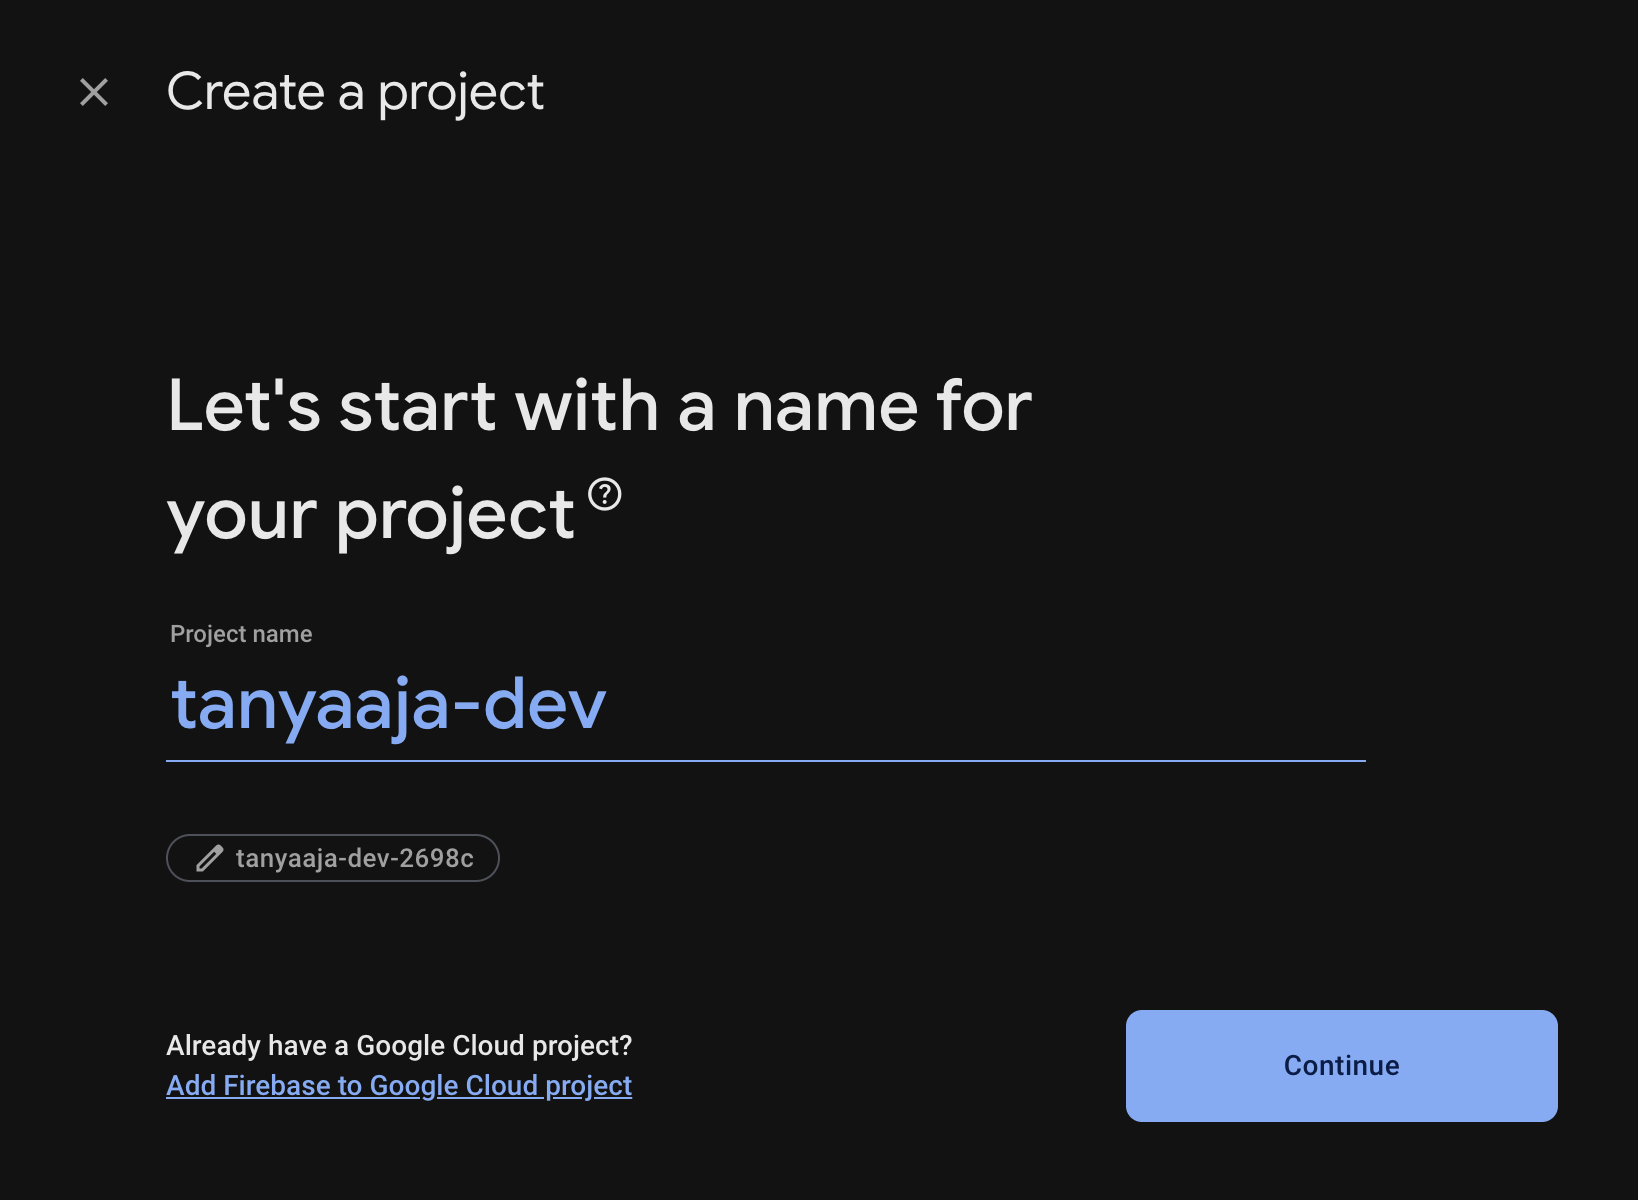 Create a project
Let's start with a name for
your project
Project name
tanyaaja-dev
tanyaaja-dev-2698c
Already have a Google Cloud project?
Add Firebase to Google Cloud project
Continue